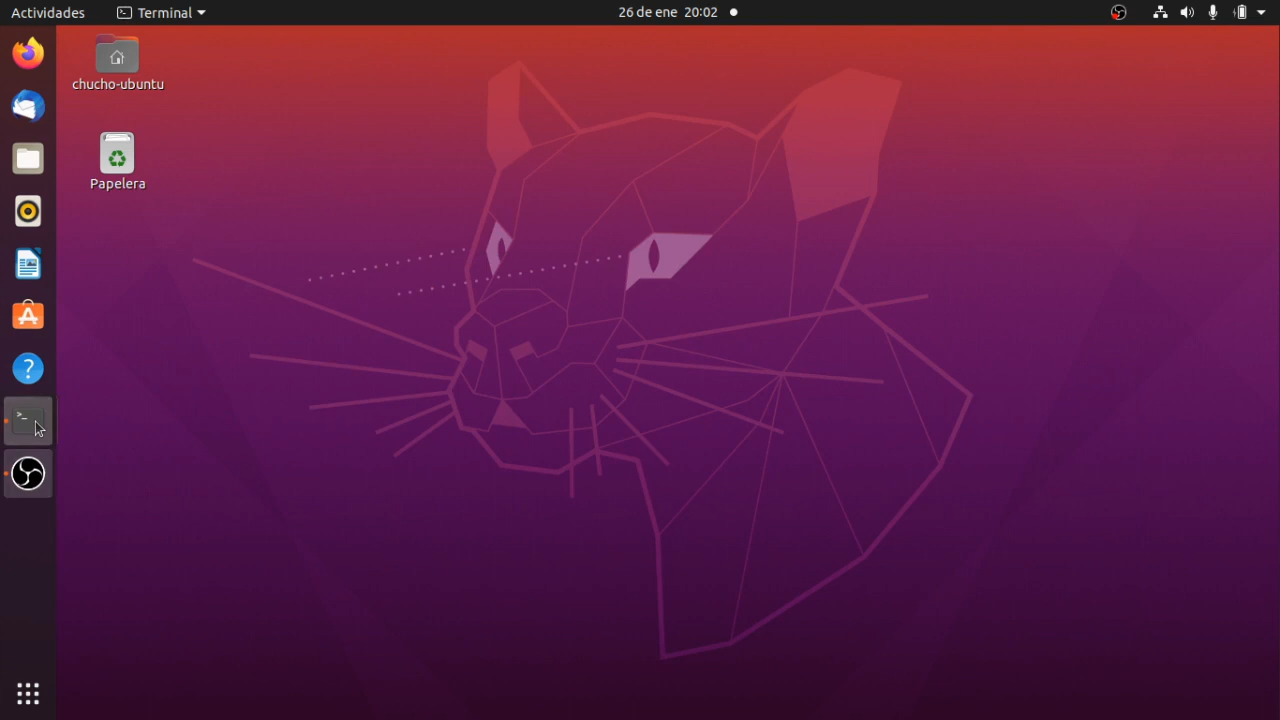 Actividades
Terminal
26 de ene 20:02
chucho-ubuntu
Papelera